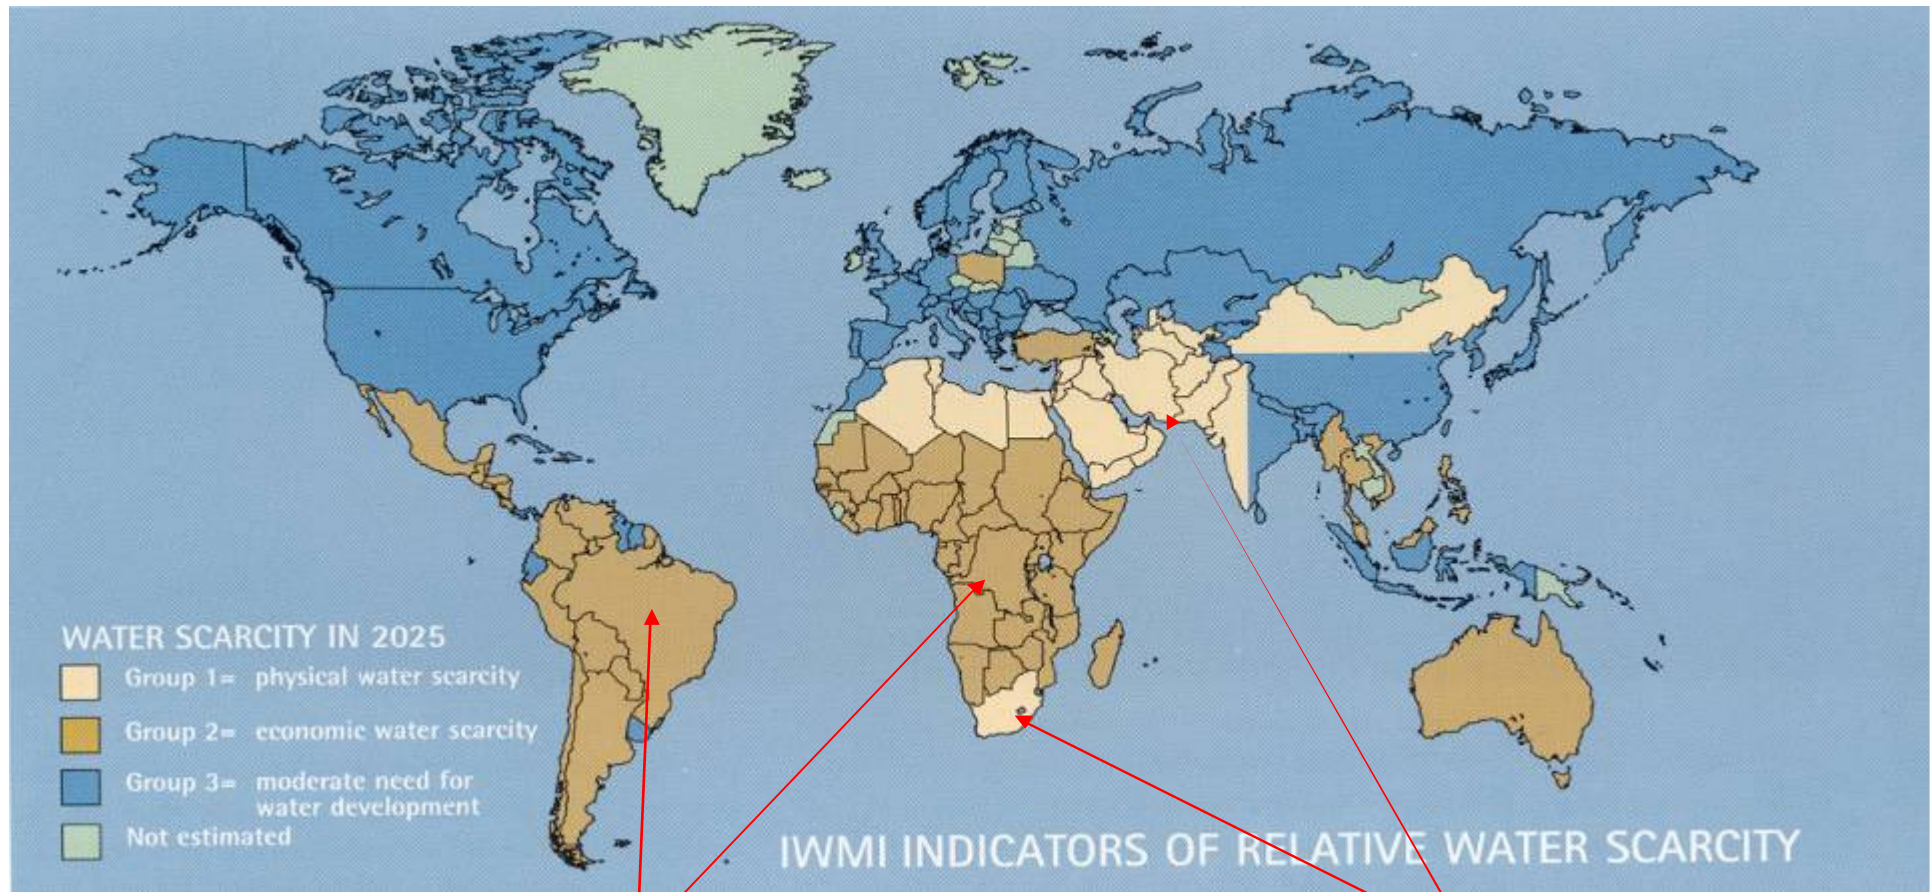 WATER SCARCITY IN 2025
Group 1= physical water scarcity
Group 2= economic water scarcity
Group 3= moderate need for
water development
Not estimated
IWMI INDICATORS OF RELATIVE WATER SCARCITY